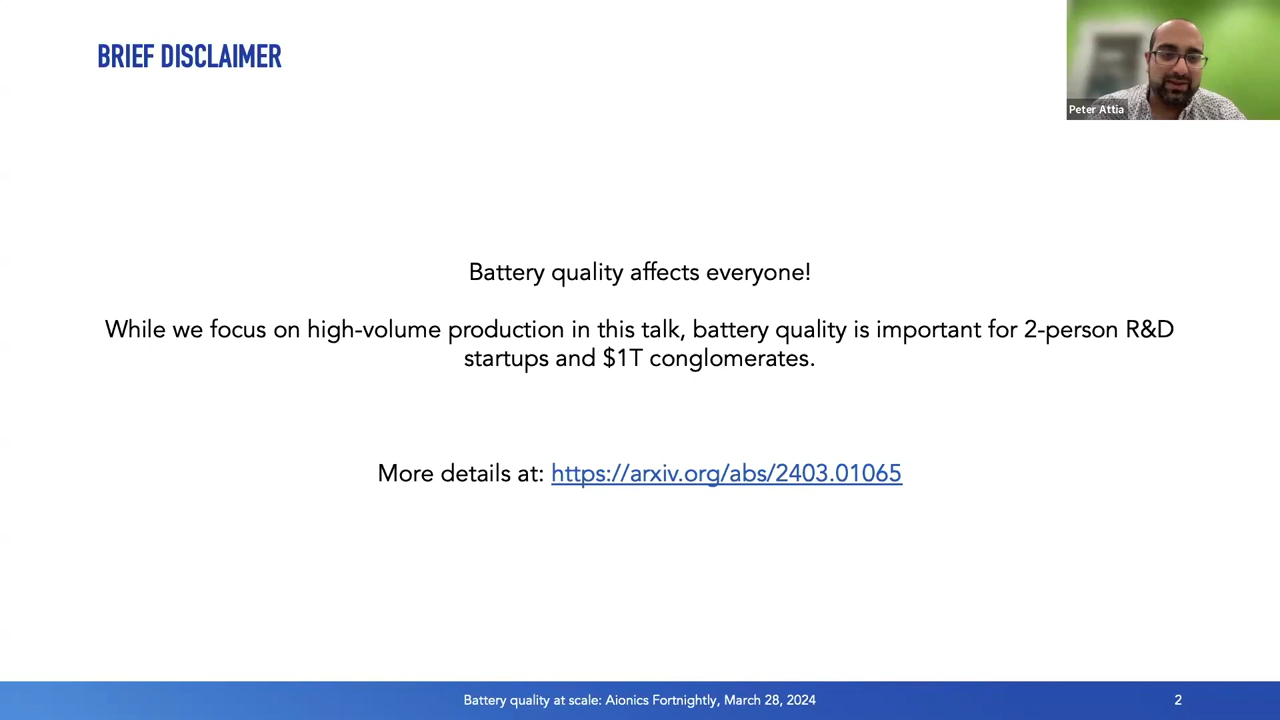 BRIEF DISCLAIMER
Peter Attia
Battery quality affects everyone!
While we focus on high-volume production in this talk, battery quality is important for 2-person R&D
startups and $1T conglomerates.
More details at: https://arxiv.org/abs/2403.01065
Battery quality at scale: Aionics Fortnightly, March 28, 2024
2